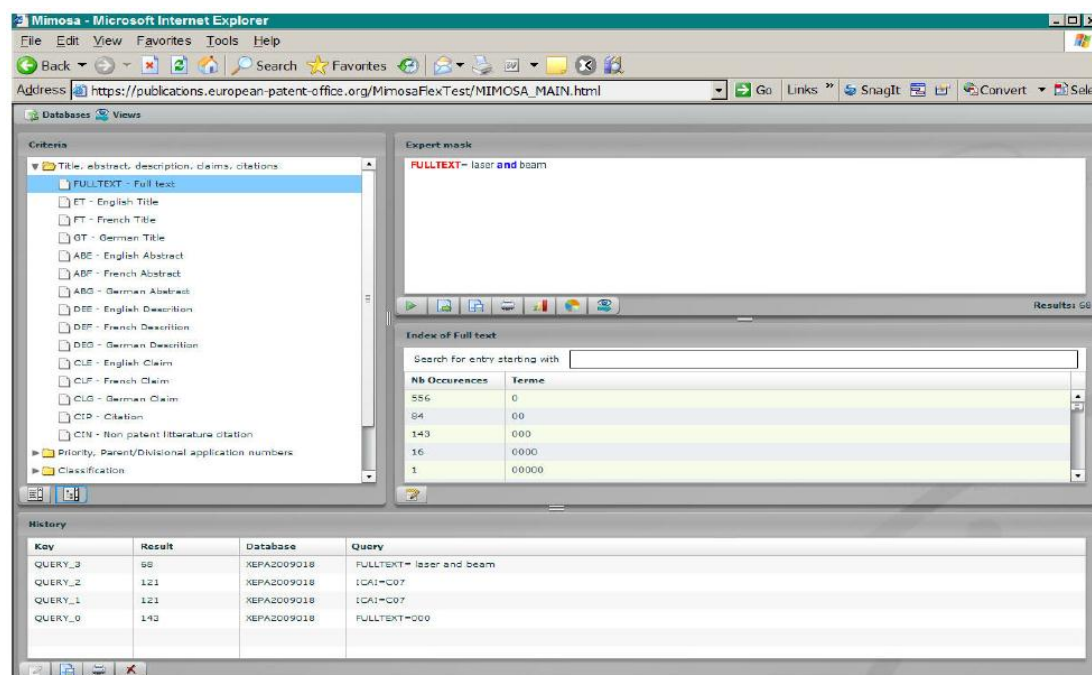 Mimosa - Microsoft Internet Explorer
File Edit View Favorites Tools Help
Back Search Favorites
Address https://publications.european-patent-office.org/MimosaFlexTest/MIMOSA_MAIN.html Go Links » SnagIt Convert Sele
Databases Views
Criteria
Title, abstract, description, claims, citations
FULLTEXT - Full text
ET - English Title
FT - French Title
GT - German Title
ABE - English Abstract
ABF - French Abstract
ABG - German Abstract
DEE - English Descrition
DEF - French Descrition
DEG - German Descrition
CLE - English Claim
CLF - French Claim
CLG - German Claim
CIP - Citation
CIN - Non patent litterature citation
Priority, Parent/Divisional application numbers
Classification
Expert mask
FULLTEXT= laser and beam
Results: 68
Index of Full text
Search for entry starting with
Nb Occurences Terme
556 0
84 00
143 000
16 0000
1 00000
History
Key Result Database Query
QUERY_3 68 XEPA2009018 FULLTEXT= laser and beam
QUERY_2 121 XEPA2009018 ICAI=C07
QUERY_1 121 XEPA2009018 ICAI=C07
QUERY_0 143 XEPA2009018 FULLTEXT=000